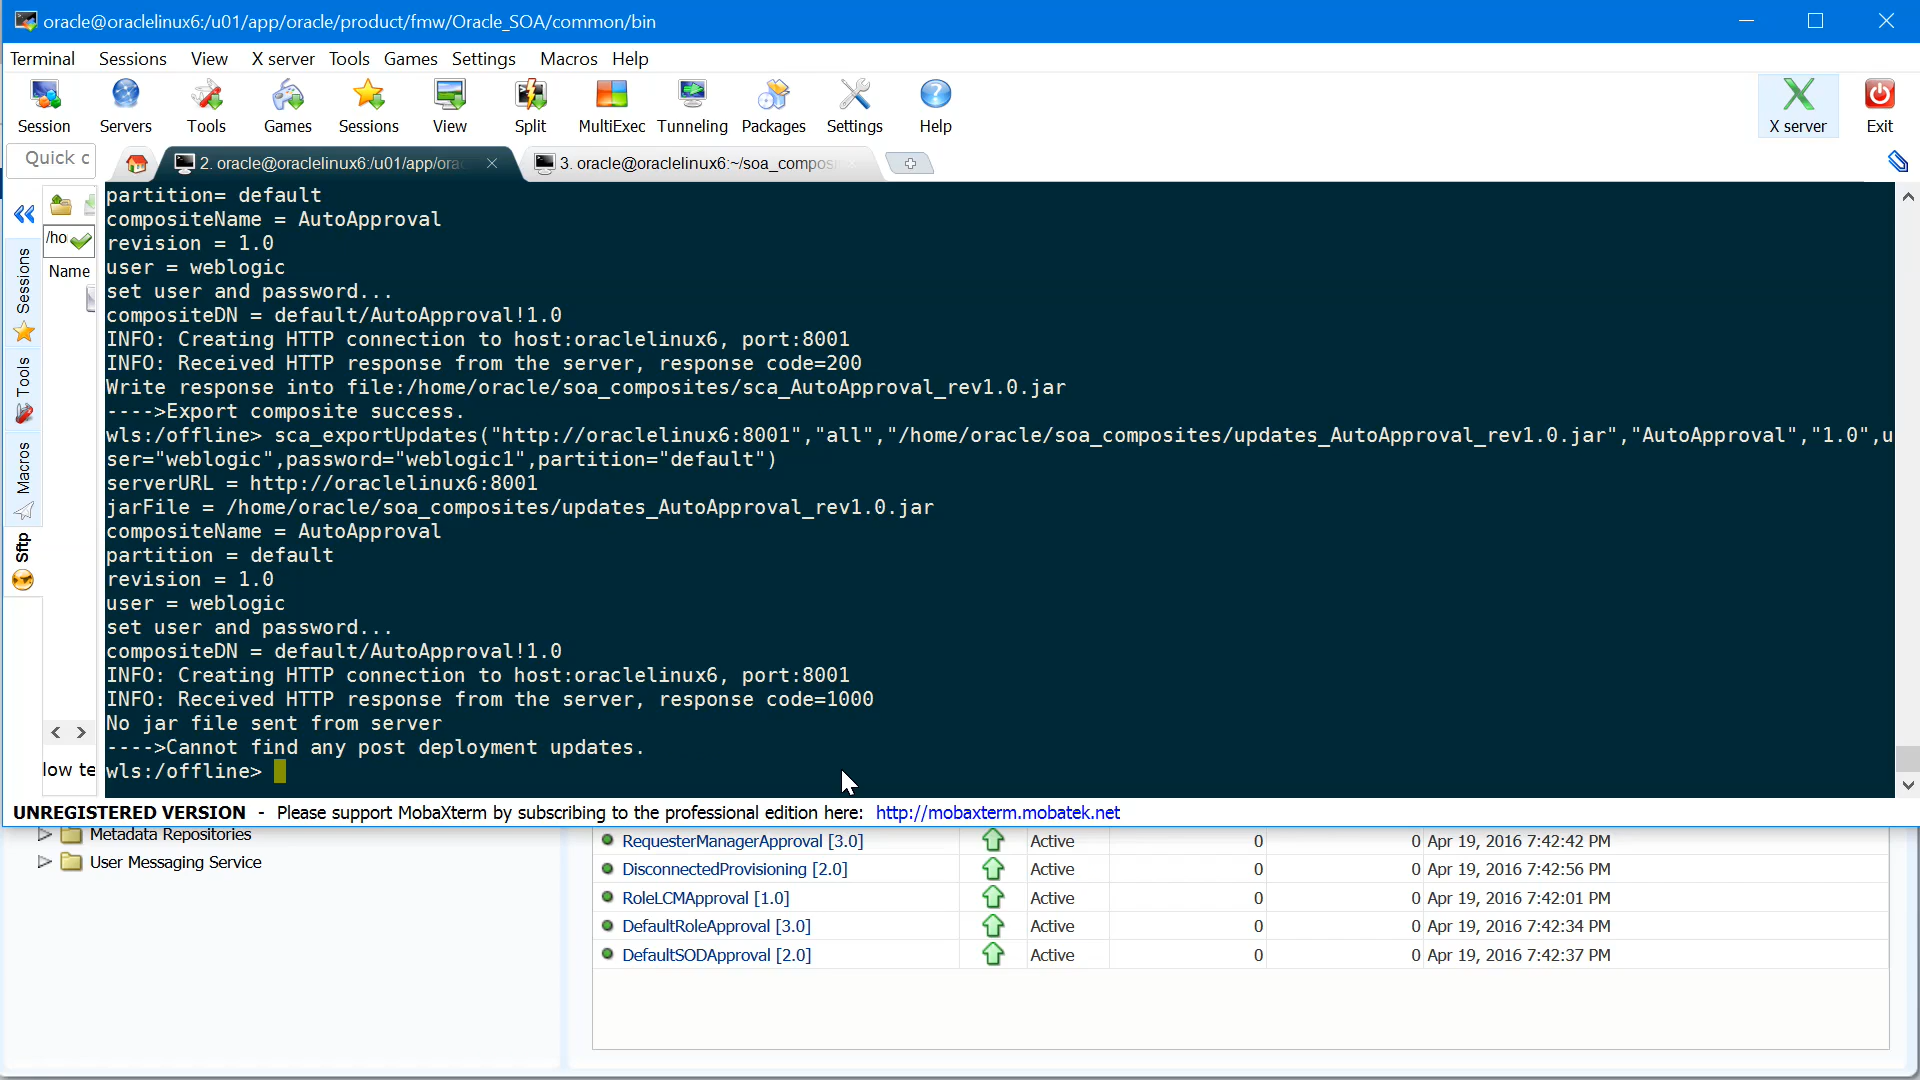 oracle@oraclelinux6:/u01/app/oracle/product/fmw/Oracle_SOA/common/bin
Terminal Sessions View X server Tools Games Settings Macros Help
Session Servers Tools Games Sessions View Split MultiExec Tunneling Packages Settings Help X server Exit
Quick c
2. oracle@oraclelinux6:/u01/app/ora
3. oracle@oraclelinux6:~/soa_compos
/ho
Name
Sessions
Tools
Macros
Sftp
low te
partition= default
compositeName = AutoApproval
revision = 1.0
user = weblogic
set user and password...
compositeDN = default/AutoApproval!1.0
INFO: Creating HTTP connection to host:oraclelinux6, port:8001
INFO: Received HTTP response from the server, response code=200
Write response into file:/home/oracle/soa_composites/sca_AutoApproval_rev1.0.jar
---->Export composite success.
wls:/offline> sca_exportUpdates("http://oraclelinux6:8001","all","/home/oracle/soa_composites/updates_AutoApproval_rev1.0.jar","AutoApproval","1.0",u
ser="weblogic",password="weblogic1",partition="default")
serverURL = http://oraclelinux6:8001
jarFile = /home/oracle/soa_composites/updates_AutoApproval_rev1.0.jar
compositeName = AutoApproval
partition = default
revision = 1.0
user = weblogic
set user and password...
compositeDN = default/AutoApproval!1.0
INFO: Creating HTTP connection to host:oraclelinux6, port:8001
INFO: Received HTTP response from the server, response code=1000
No jar file sent from server
---->Cannot find any post deployment updates.
wls:/offline>
UNREGISTERED VERSION - Please support MobaXterm by subscribing to the professional edition here: http://mobaxterm.mobatek.net
Metadata Repositories
User Messaging Service
RequesterManagerApproval [3.0] Active 0 0 Apr 19, 2016 7:42:42 PM
DisconnectedProvisioning [2.0] Active 0 0 Apr 19, 2016 7:42:56 PM
RoleLCMApproval [1.0] Active 0 0 Apr 19, 2016 7:42:01 PM
DefaultRoleApproval [3.0] Active 0 0 Apr 19, 2016 7:42:34 PM
DefaultSODApproval [2.0] Active 0 0 Apr 19, 2016 7:42:37 PM